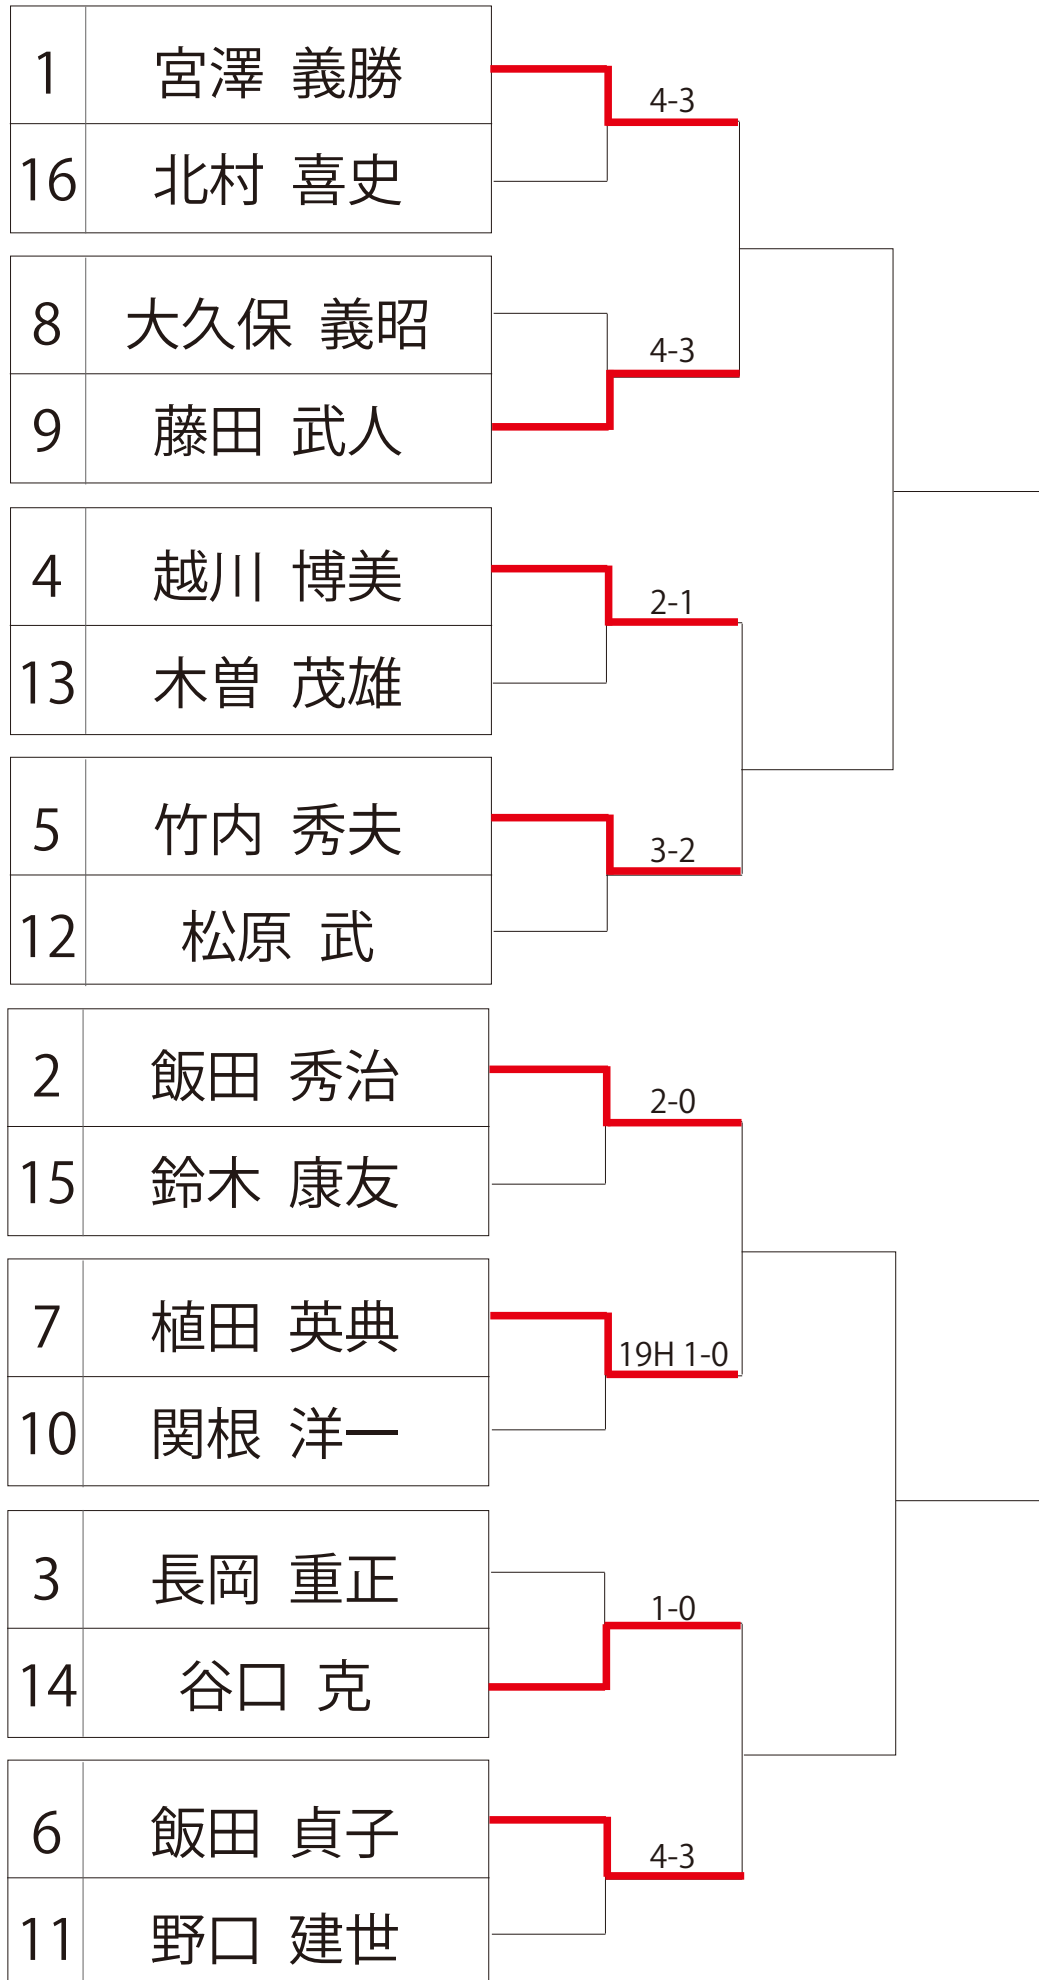 1 宮澤 義勝
4-3
16 北村 喜史
8 大久保 義昭
4-3
9 藤田 武人
4 越川 博美
2-1
13 木曽 茂雄
5 竹内 秀夫
3-2
12 松原 武
2 飯田 秀治
2-0
15 鈴木 康友
7 植田 英典
19H 1-0
10 関根 洋一
3 長岡 重正
1-0
14 谷口 克
6 飯田 貞子
4-3
11 野口 建世